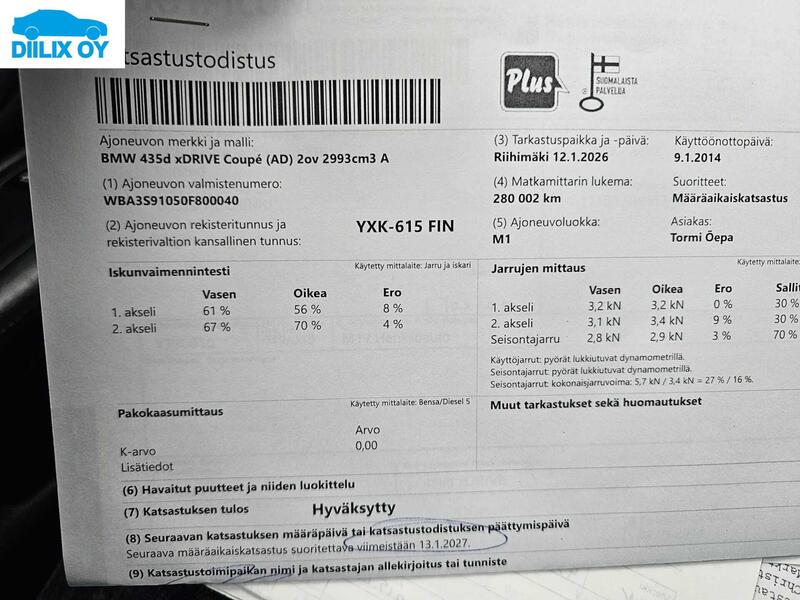 DIILIX OY
tsastustodistus
Plus
SUOMALAISTA
PALVELUA
Ajoneuvon merkki ja malli:
BMW 435d xDRIVE Coupé (AD) 2ov 2993cm3 A
(3) Tarkastuspaikka ja -päivä:
Riihimäki 12.1.2026
Käyttöönottopäivä:
9.1.2014
(1) Ajoneuvon valmistenumero:
WBA3S91050F800040
(4) Matkamittarin lukema:
280 002 km
Suoritteet:
Määräaikaiskatsastus
(2) Ajoneuvon rekisteritunnus ja
rekisterivaltion kansallinen tunnus:
YXK-615 FIN
(5) Ajoneuvoluokka:
M1
Asiakas:
Tormi Õepa
Iskunvaimennintesti
Käytetty mittalaite: Jarru ja iskari
Vasen Oikea Ero
1. akseli 61 % 56 % 8 %
2. akseli 67 % 70 % 4 %
Jarrujen mittaus
Käytetty mittalaite:
Vasen Oikea Ero Sallit
1. akseli 3,2 kN 3,2 kN 0 % 30 %
2. akseli 3,1 kN 3,4 kN 9 % 30 %
Seisontajarru 2,8 kN 2,9 kN 3 % 70 %
Käyttöjarrut: pyörät lukkiutuvat dynamometrillä.
Seisontajarrut: pyörät lukkiutuvat dynamometrillä.
Seisontajarrut: kokonaisjarruvoima: 5,7 kN / 3,4 kN = 27 % / 16 %.
Pakokaasumittaus
Käytetty mittalaite: Bensa/Diesel 5
Arvo
K-arvo 0,00
Lisätiedot
Muut tarkastukset sekä huomautukset
(6) Havaitut puutteet ja niiden luokittelu
(7) Katsastuksen tulos Hyväksytty
(8) Seuraavan katsastuksen määräpäivä tai katsastustodistuksen päättymispäivä
Seuraava määräaikaiskatsastus suoritettava viimeistään 13.1.2027.
(9) Katsastustoimipaikan nimi ja katsastajan allekirjoitus tai tunniste